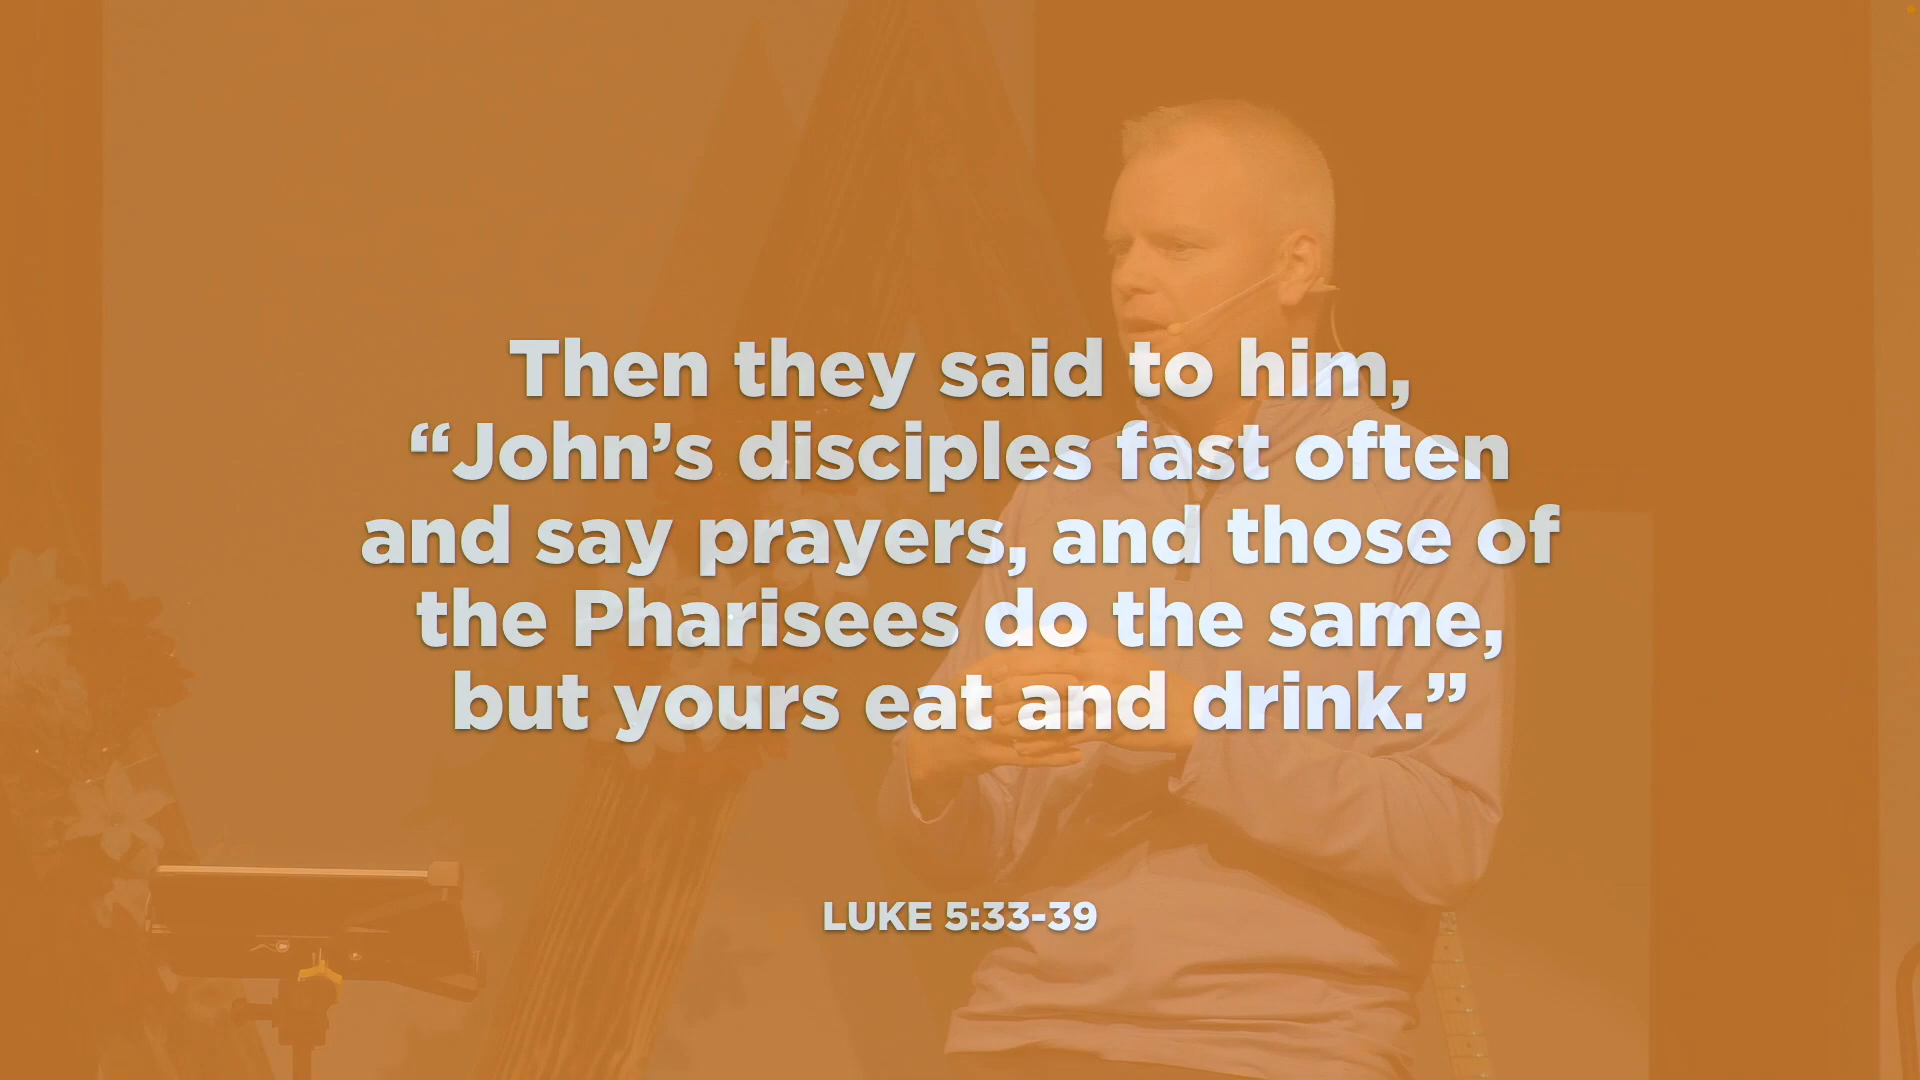 Then they said to him,
“John’s disciples fast often
and say prayers, and those of
the Pharisees do the same,
but yours eat and drink.”
LUKE 5:33-39